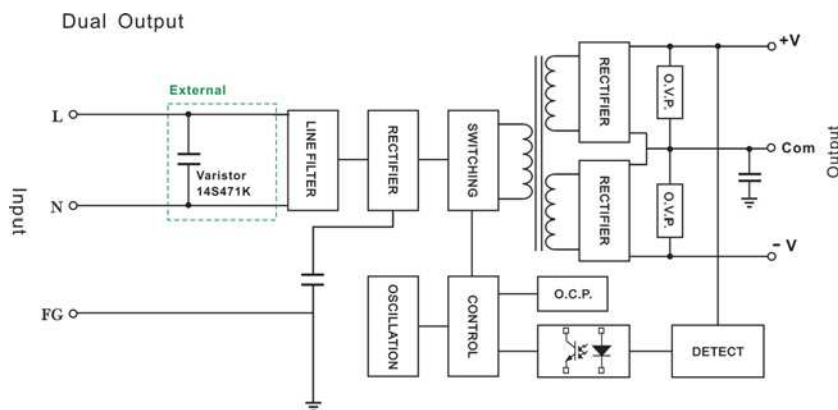 Dual Output
External
L
Varistor
14S471K
N
FG
Input
LINE FILTER
RECTIFIER
SWITCHING
RECTIFIER
RECTIFIER
O.V.P.
O.V.P.
+V
Com
- V
Output
OSCILLATION
CONTROL
O.C.P.
DETECT